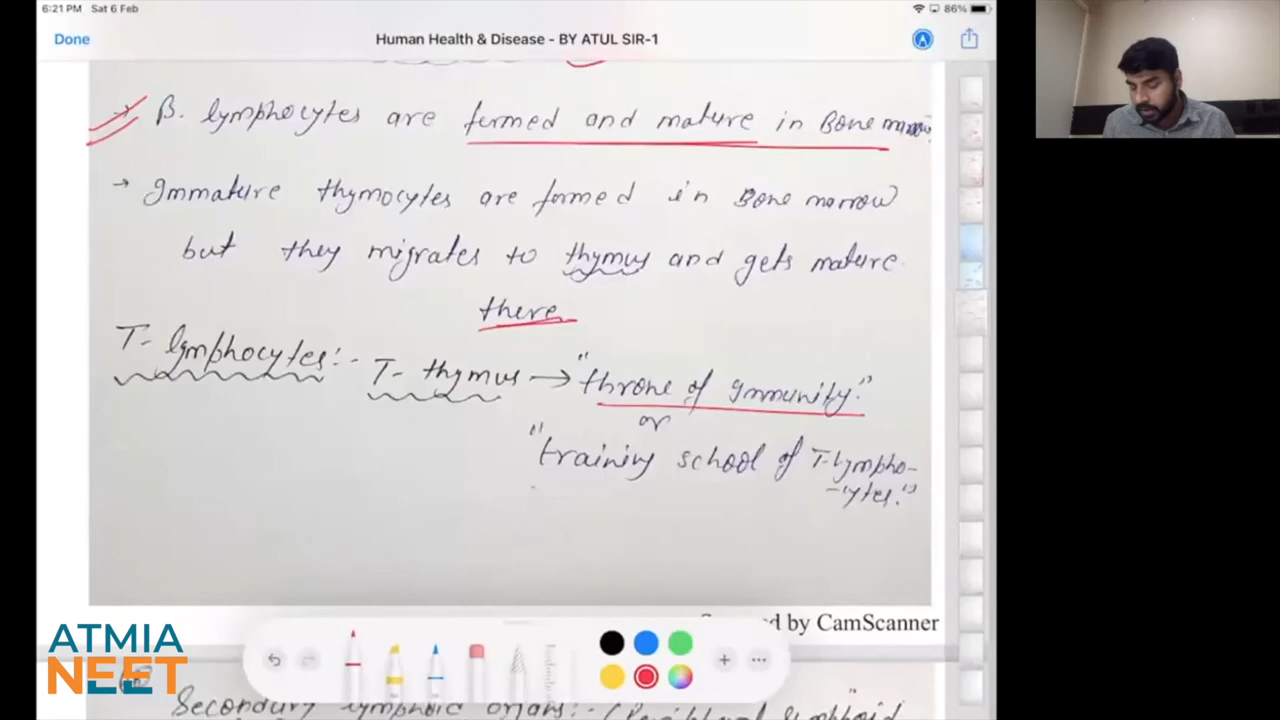 6:21 PM Sat 6 Feb
86%
Done
Human Health & Disease - BY ATUL SIR-1
→ B. lymphocytes are formed and mature in Bone marrow.
→ Immature thymocytes are formed in Bone marrow
but they migrates to thymus and gets mature
there
T- lymphocytes:- T- thymus → "throne of Immunity."
or
"training school of T-lympho-
-cytes."
d by CamScanner
ATMIA
NEET
Secondary lymphoid organs:- (Peripheral lymphoid